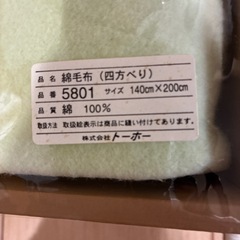 品名 綿毛布（四方べり）
品番 5801 サイズ 140cm×200cm
品質 綿 100%
取扱方法 取扱絵表示は商品に縫い付けてあります
株式会社トーホー